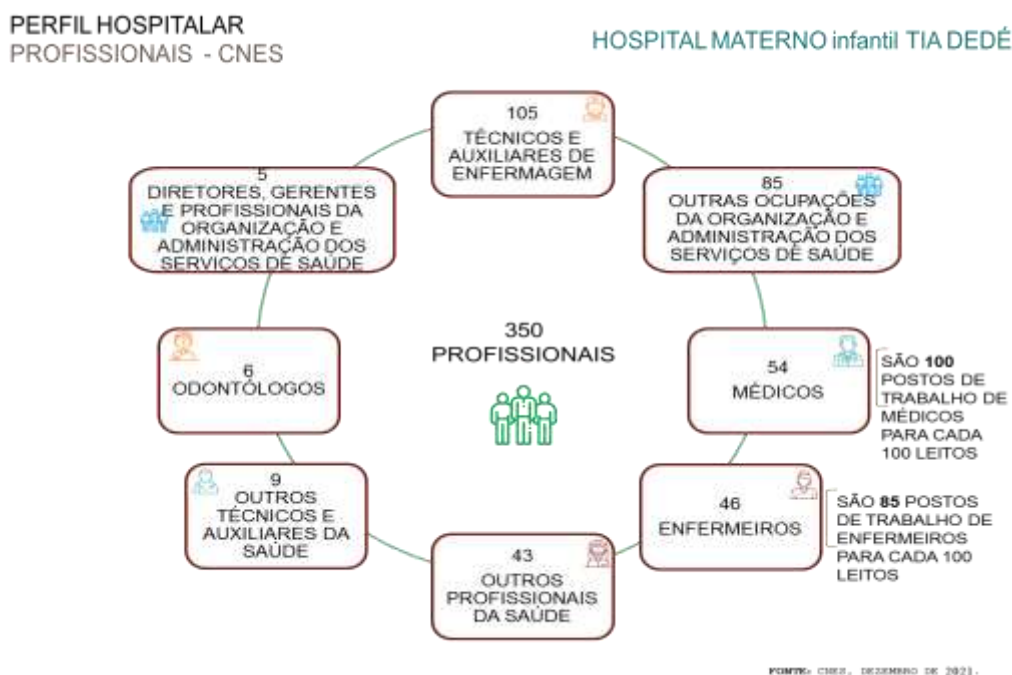 PERFIL HOSPITALAR
PROFISSIONAIS - CNES
HOSPITAL MATERNO infantil TIA DEDÉ
105
TÉCNICOS E
AUXILIARES DE
ENFERMAGEM
85
OUTRAS OCUPAÇÕES
DA ORGANIZAÇÃO E
ADMINISTRAÇÃO DOS
SERVIÇOS DE SAÚDE
54
MÉDICOS
SÃO 100
POSTOS DE
TRABALHO DE
MÉDICOS
PARA CADA
100 LEITOS
46
ENFERMEIROS
SÃO 85 POSTOS
DE TRABALHO DE
ENFERMEIROS
PARA CADA 100
LEITOS
43
OUTROS
PROFISSIONAIS
DA SAÚDE
9
OUTROS
TÉCNICOS E
AUXILIARES DA
SAÚDE
6
ODONTÓLOGOS
5
DIRETORES, GERENTES
E PROFISSIONAIS DA
ORGANIZAÇÃO E
ADMINISTRAÇÃO DOS
SERVIÇOS DE SAÚDE
350
PROFISSIONAIS
FONTE: CNES, DEZEMBRO DE 2021.